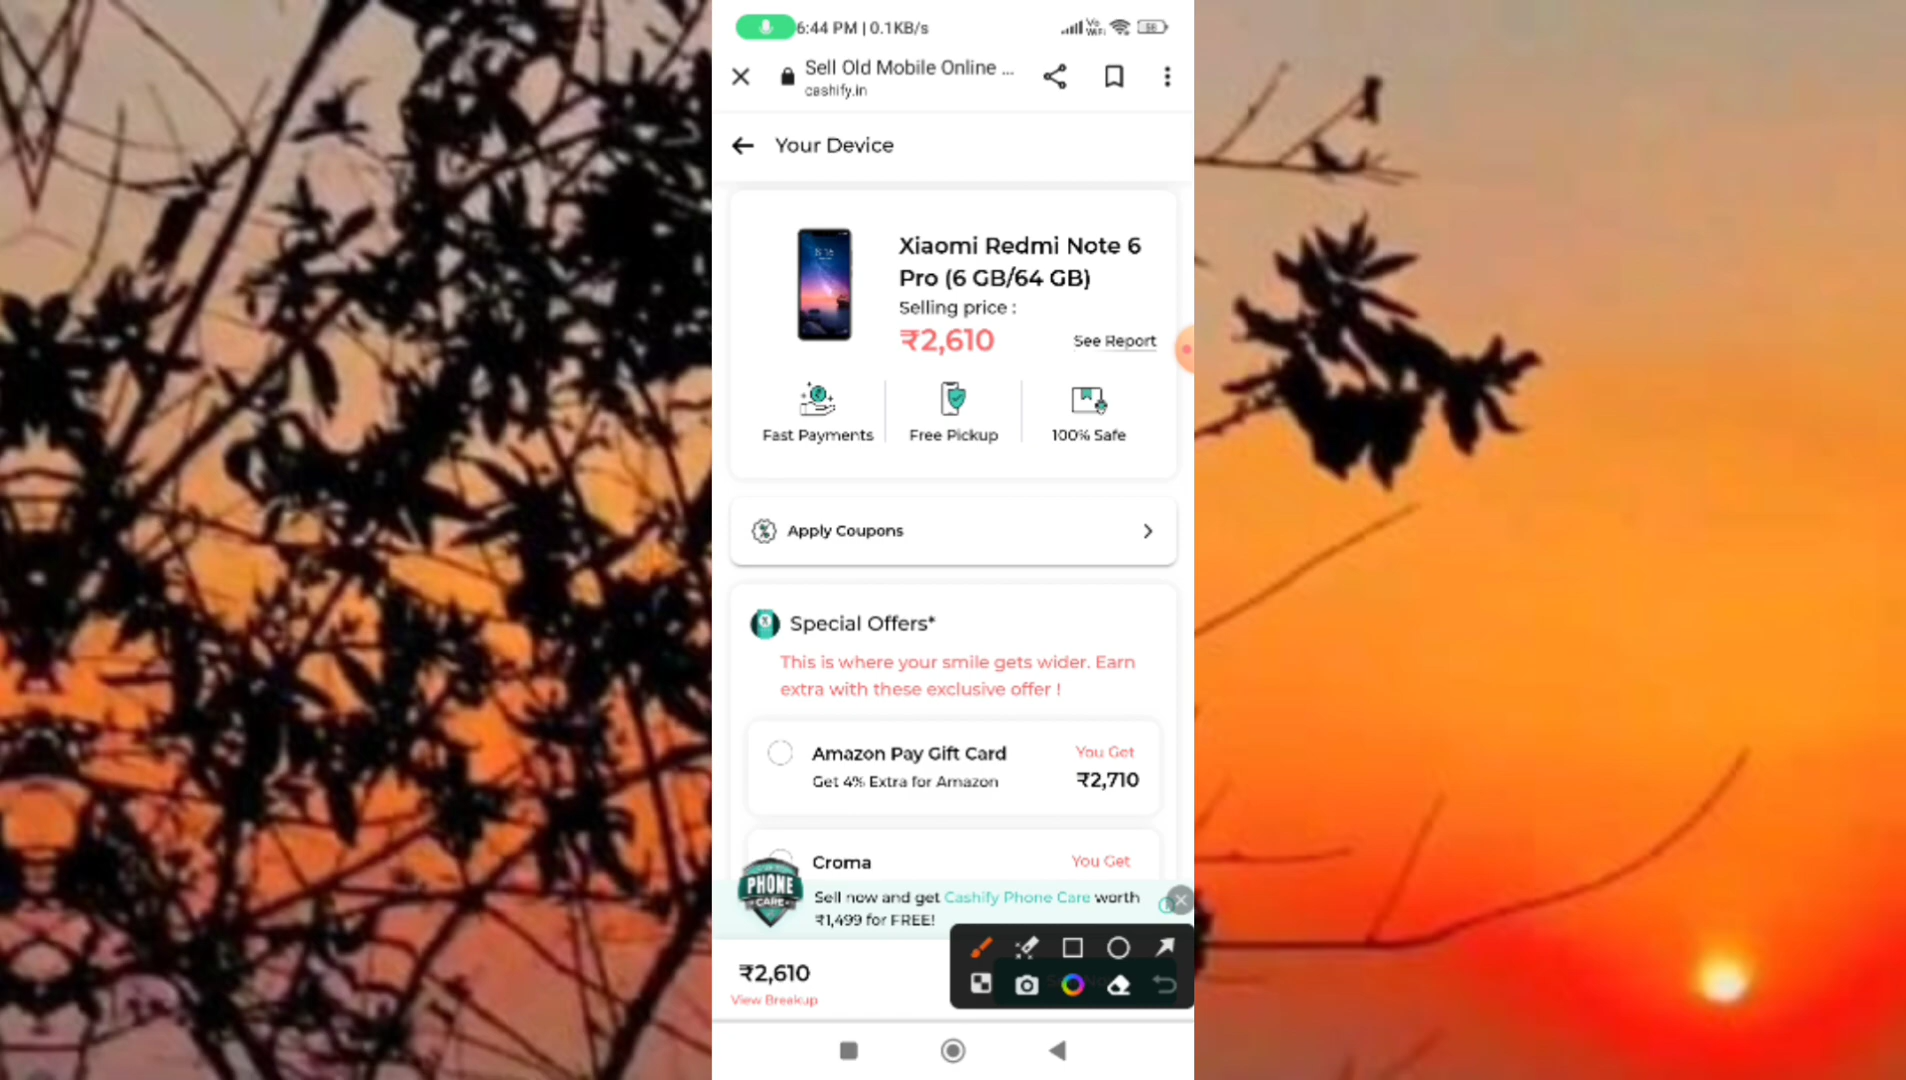 6:44 PM | 0.1KB/s
Vo
WiFi
56
Sell Old Mobile Online ...
cashify.in
Your Device
Xiaomi Redmi Note 6
Pro (6 GB/64 GB)
Selling price :
₹2,610
See Report
Fast Payments
Free Pickup
100% Safe
Apply Coupons
Special Offers*
This is where your smile gets wider. Earn
extra with these exclusive offer !
Amazon Pay Gift Card
You Get
Get 4% Extra for Amazon
₹2,710
Croma
You Get
PHONE
CARE
Sell now and get Cashify Phone Care worth
₹1,499 for FREE!
₹2,610
View Breakup